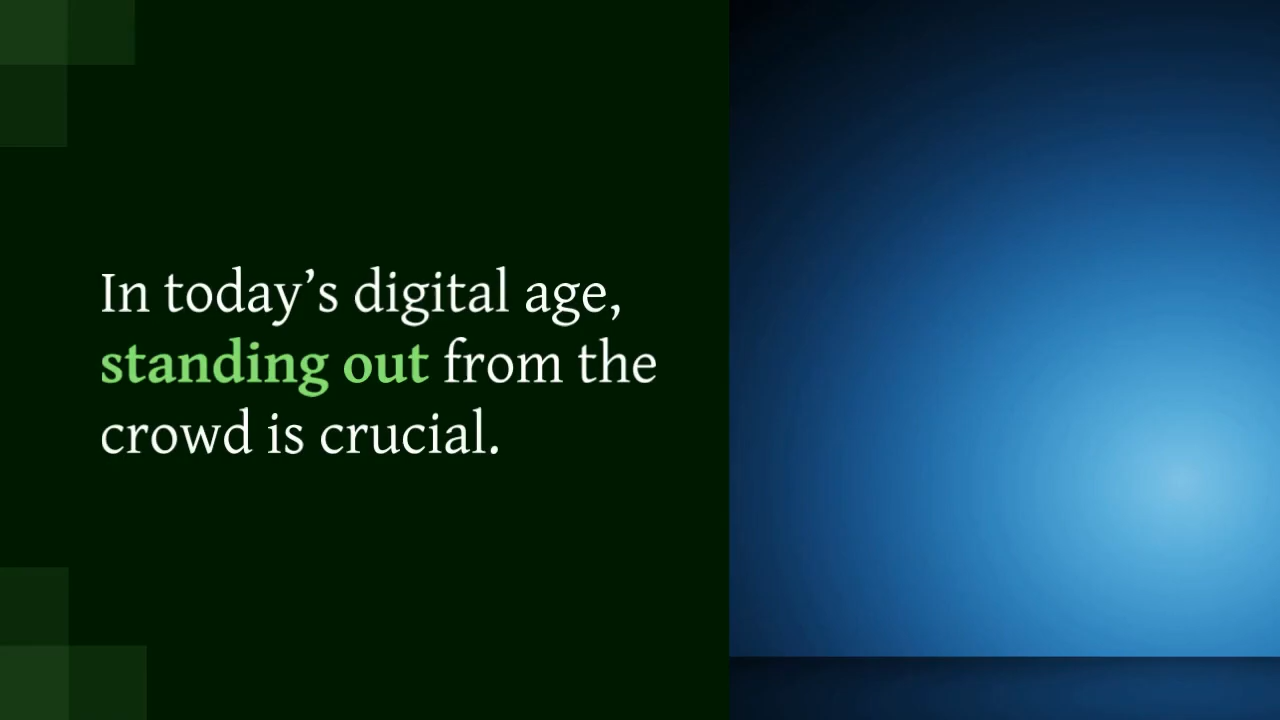 In today’s digital age,
standing out from the
crowd is crucial.